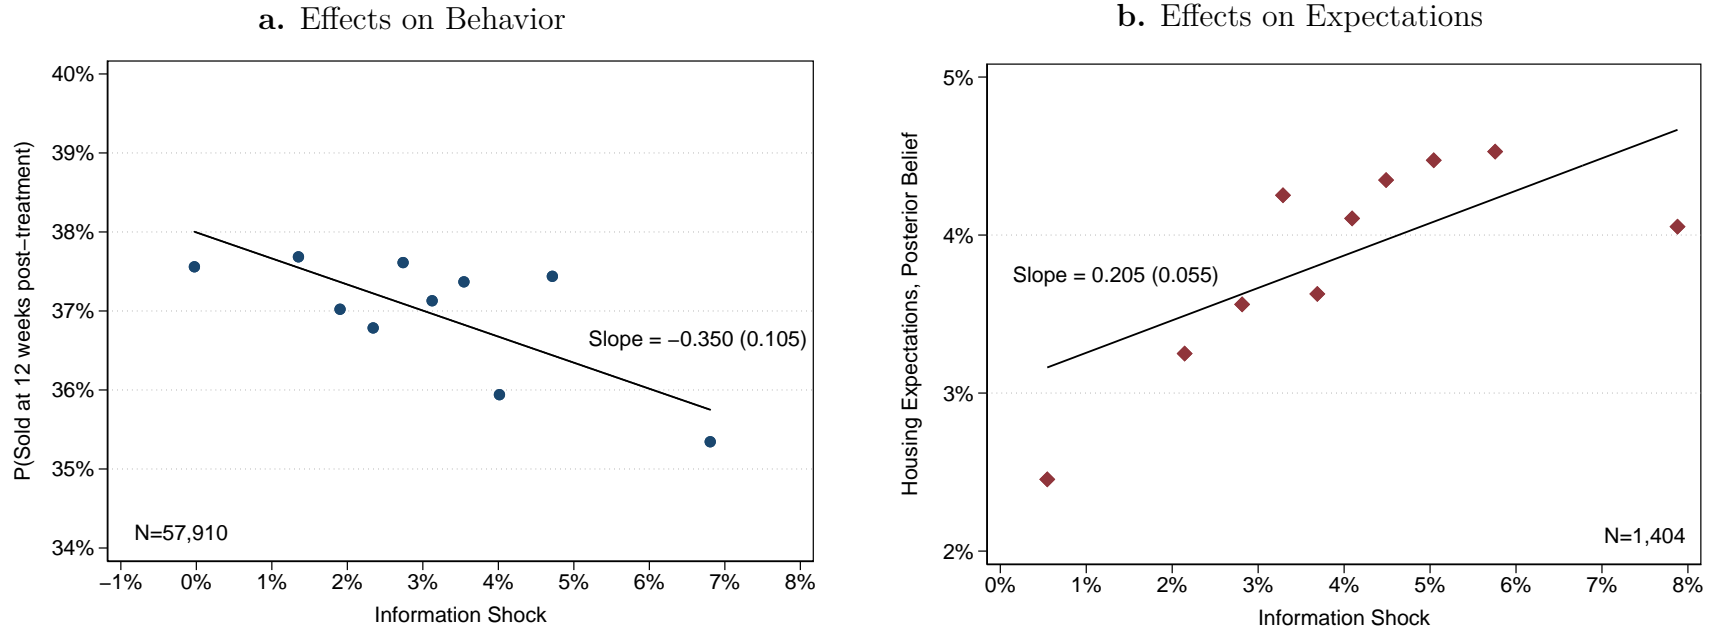 a. Effects on Behavior
P(Sold at 12 weeks post−treatment)
40%
39%
38%
37%
36%
35%
34%
Slope = −0.350 (0.105)
N=57,910
−1% 0% 1% 2% 3% 4% 5% 6% 7% 8%
Information Shock
b. Effects on Expectations
Housing Expectations, Posterior Belief
5%
4%
3%
2%
Slope = 0.205 (0.055)
N=1,404
0% 1% 2% 3% 4% 5% 6% 7% 8%
Information Shock